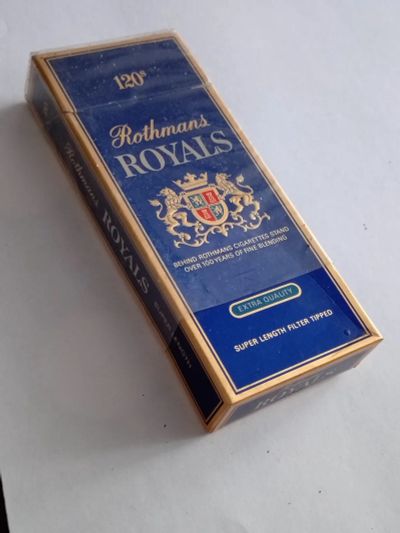 120s
Rothmans
ROYALS
BEHIND ROTHMANS CIGARETTES STAND
OVER 100 YEARS OF FINE BLENDING
EXTRA QUALITY
SUPER LENGTH FILTER TIPPED
Rothmans
ROYALS
ROYALS